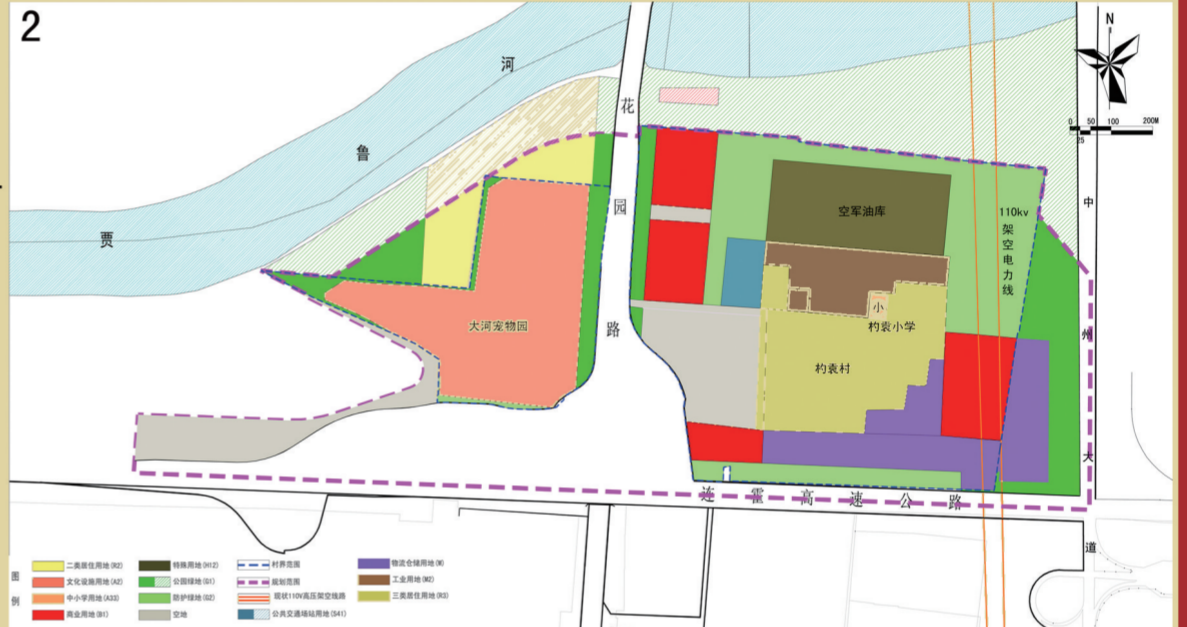 2
河
鲁
贾
花
园
路
N
0 50 100 200M
25
中
州
大
道
空军油库
110kv
架空电力线
小
杓袁小学
杓袁村
大河宠物园
连霍高速公路
图例
二类居住用地(R2)
特殊用地(H12)
村界范围
物流仓储用地(W)
文化设施用地(A2)
公园绿地(G1)
规划范围
工业用地(M2)
中小学用地(A33)
防护绿地(G2)
现状110V高压架空线路
三类居住用地(R3)
商业用地(B1)
空地
公共交通场站用地(S41)